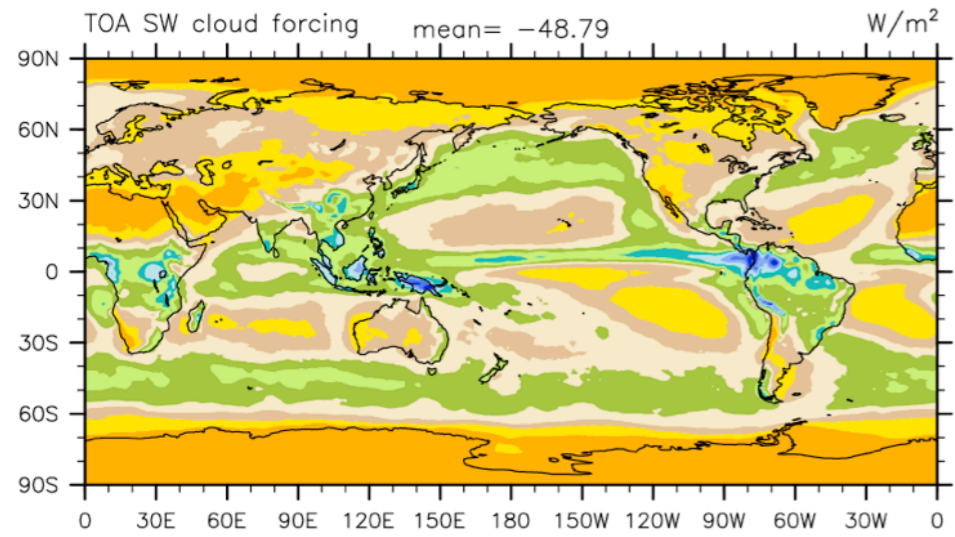 TOA SW cloud forcing mean= −48.79 W/m²
90N
60N
30N
0
30S
60S
90S
0 30E 60E 90E 120E 150E 180 150W 120W 90W 60W 30W 0